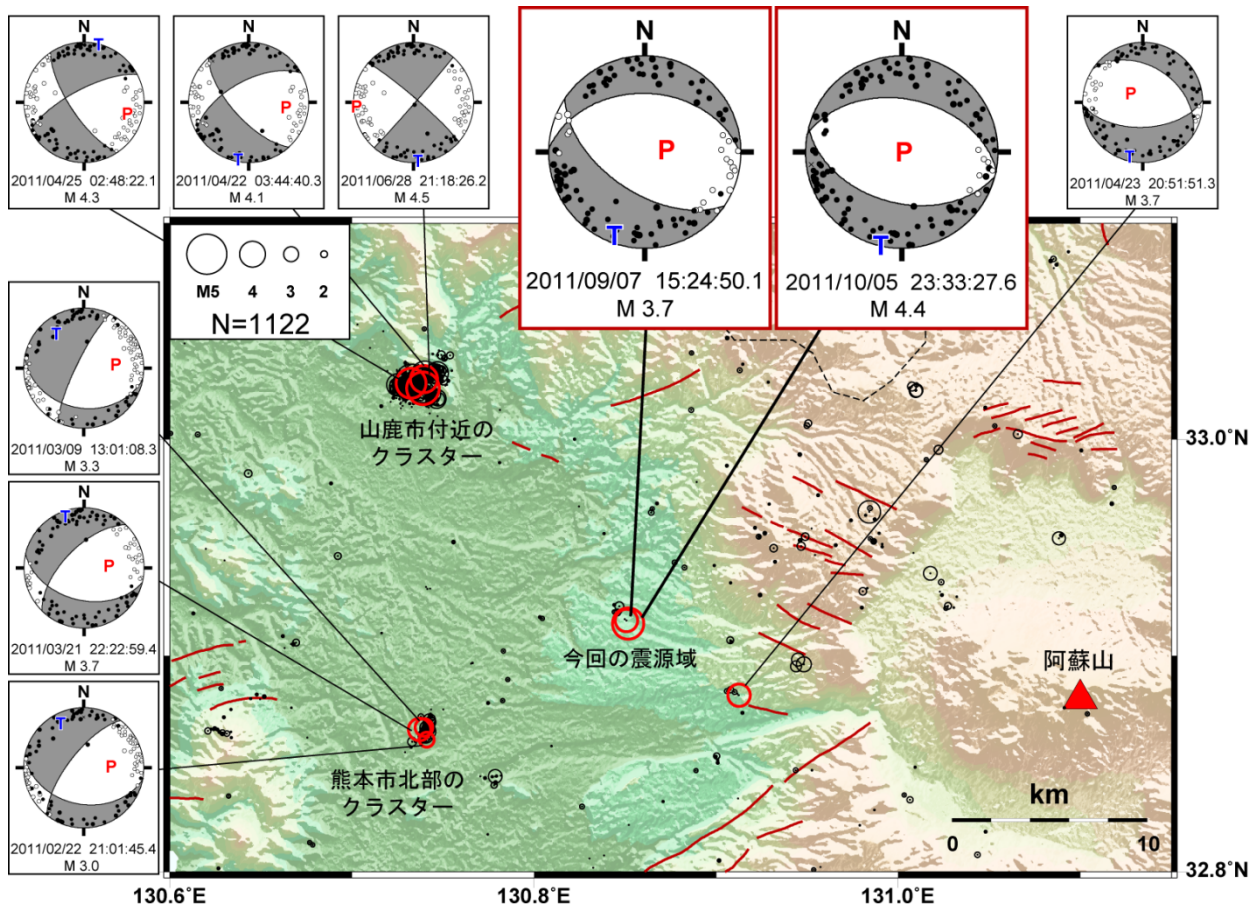 N
T
P
2011/04/25 02:48:22.1
M 4.3
N
P
T
2011/04/22 03:44:40.3
M 4.1
N
P
T
2011/06/28 21:18:26.2
M 4.5
N
P
T
2011/09/07 15:24:50.1
M 3.7
N
P
T
2011/10/05 23:33:27.6
M 4.4
N
P
T
2011/04/23 20:51:51.3
M 3.7
M5 4 3 2
N=1122
N
T
P
2011/03/09 13:01:08.3
M 3.3
N
T
P
2011/03/21 22:22:59.4
M 3.7
N
T
P
2011/02/22 21:01:45.4
M 3.0
山鹿市付近の
クラスター
今回の震源域
阿蘇山
熊本市北部の
クラスター
km
0 10
33.0˚N
32.8˚N
130.6˚E
130.8˚E
131.0˚E